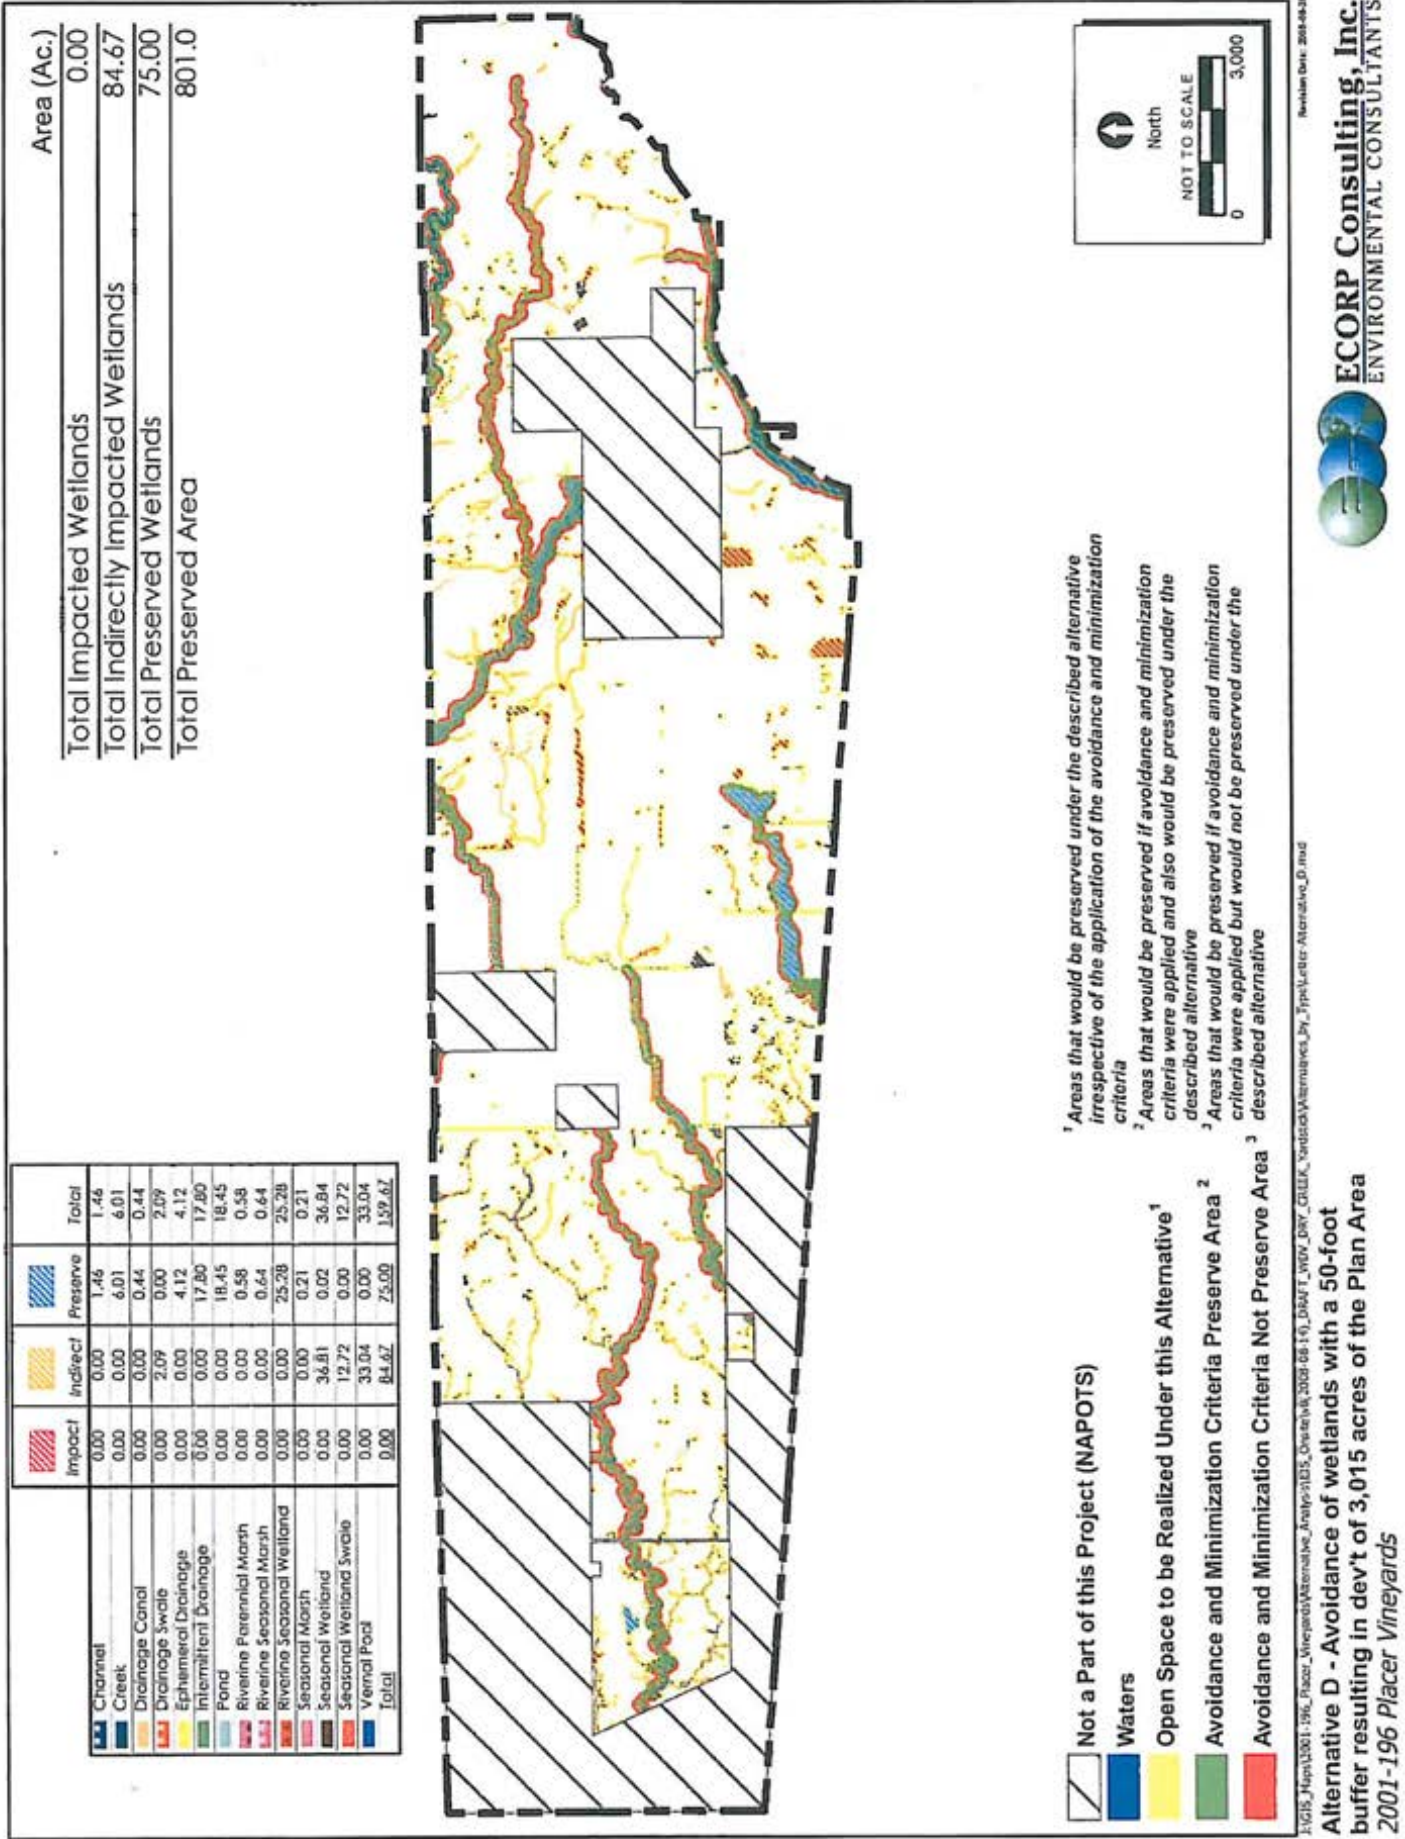 Area (Ac.)
Total Impacted Wetlands 0.00
Total Indirectly Impacted Wetlands 84.67
Total Preserved Wetlands 75.00
Total Preserved Area 801.0
Impact Indirect Preserve Total
Channel 0.00 0.00 1.46 1.46
Creek 0.00 0.00 6.01 6.01
Drainage Canal 0.00 0.00 0.44 0.44
Drainage Swale 0.00 2.09 0.00 2.09
Ephemeral Drainage 0.00 0.00 4.12 4.12
Intermittent Drainage 0.00 0.00 17.80 17.80
Pond 0.00 0.00 18.45 18.45
Riverine Perennial Marsh 0.00 0.00 0.58 0.58
Riverine Seasonal Marsh 0.00 0.00 0.64 0.64
Riverine Seasonal Wetland 0.00 0.00 25.28 25.28
Seasonal Marsh 0.00 0.00 0.21 0.21
Seasonal Wetland 0.00 36.81 0.02 36.84
Seasonal Wetland Swale 0.00 12.72 0.00 12.72
Vernal Pool 0.00 33.04 0.00 33.04
Total 0.00 84.67 75.00 159.67
Not a Part of this Project (NAPOTS)
Waters
Open Space to be Realized Under this Alternative1
Avoidance and Minimization Criteria Preserve Area 2
Avoidance and Minimization Criteria Not Preserve Area 3
1 Areas that would be preserved under the described alternative
irrespective of the application of the avoidance and minimization
criteria
2 Areas that would be preserved if avoidance and minimization
criteria were applied and also would be preserved under the
described alternative
3 Areas that would be preserved if avoidance and minimization
criteria were applied but would not be preserved under the
described alternative
North
NOT TO SCALE
0 3,000
Revision Date:
Alternative D - Avoidance of wetlands with a 50-foot
buffer resulting in dev't of 3,015 acres of the Plan Area
2001-196 Placer Vineyards
ECORP Consulting, Inc.
ENVIRONMENTAL CONSULTANTS